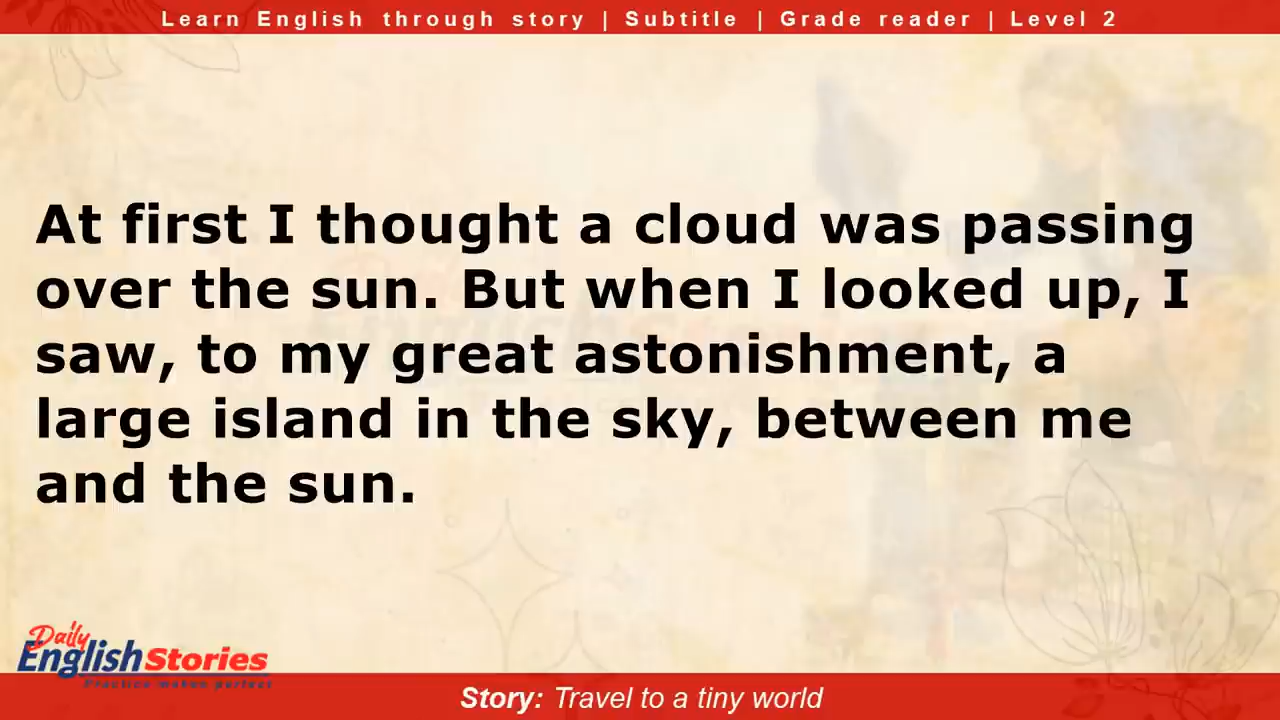 Learn English through story | Subtitle | Grade reader | Level 2
At first I thought a cloud was passing
over the sun. But when I looked up, I
saw, to my great astonishment, a
large island in the sky, between me
and the sun.
Daily
English Stories
Practice makes perfect
Story: Travel to a tiny world